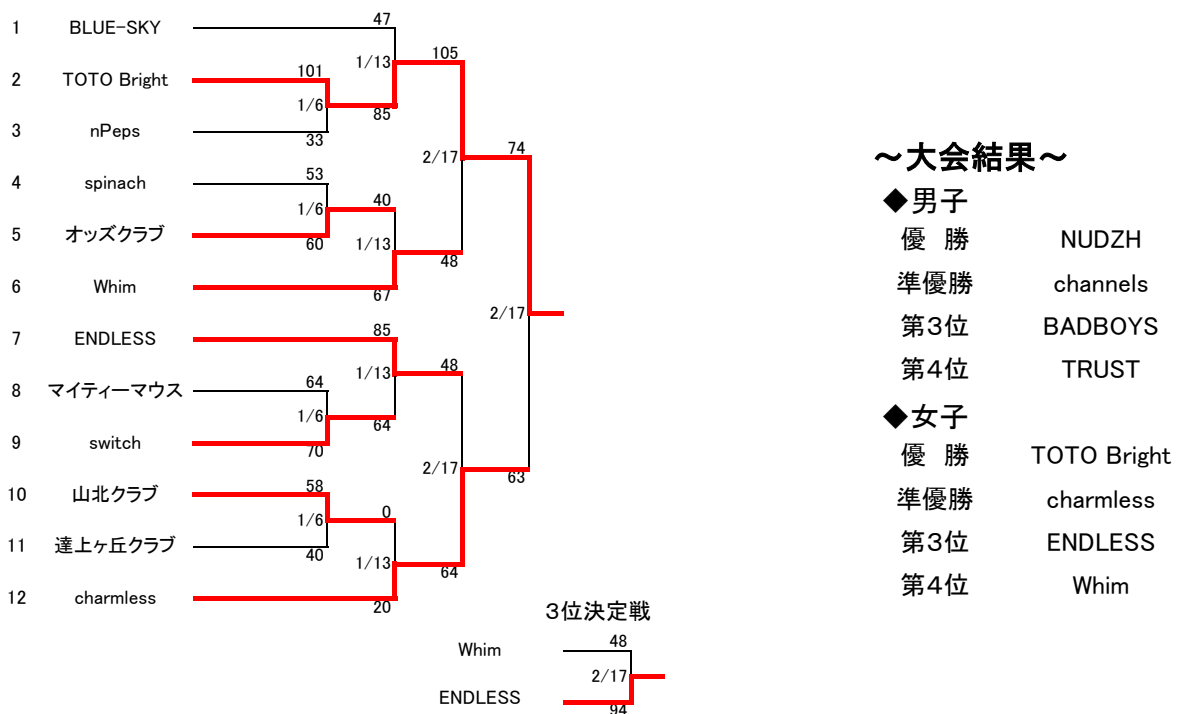 47
1 BLUE-SKY
1/13 105
2 TOTO Bright 101
1/6 85
3 nPeps 33
2/17 74
4 spinach 53
1/6 40
5 オッズクラブ 60
1/13 48
6 Whim 67
2/17
7 ENDLESS 85
1/13 48
8 マイティーマウス 64
1/6 64
9 switch 70
2/17 63
10 山北クラブ 58
1/6 0
11 達上ヶ丘クラブ 40
1/13 64
12 charmless 20
3位決定戦
Whim 48
2/17
ENDLESS 94
~大会結果~
◆男子
優 勝 NUDZH
準優勝 channels
第3位 BADBOYS
第4位 TRUST
◆女子
優 勝 TOTO Bright
準優勝 charmless
第3位 ENDLESS
第4位 Whim